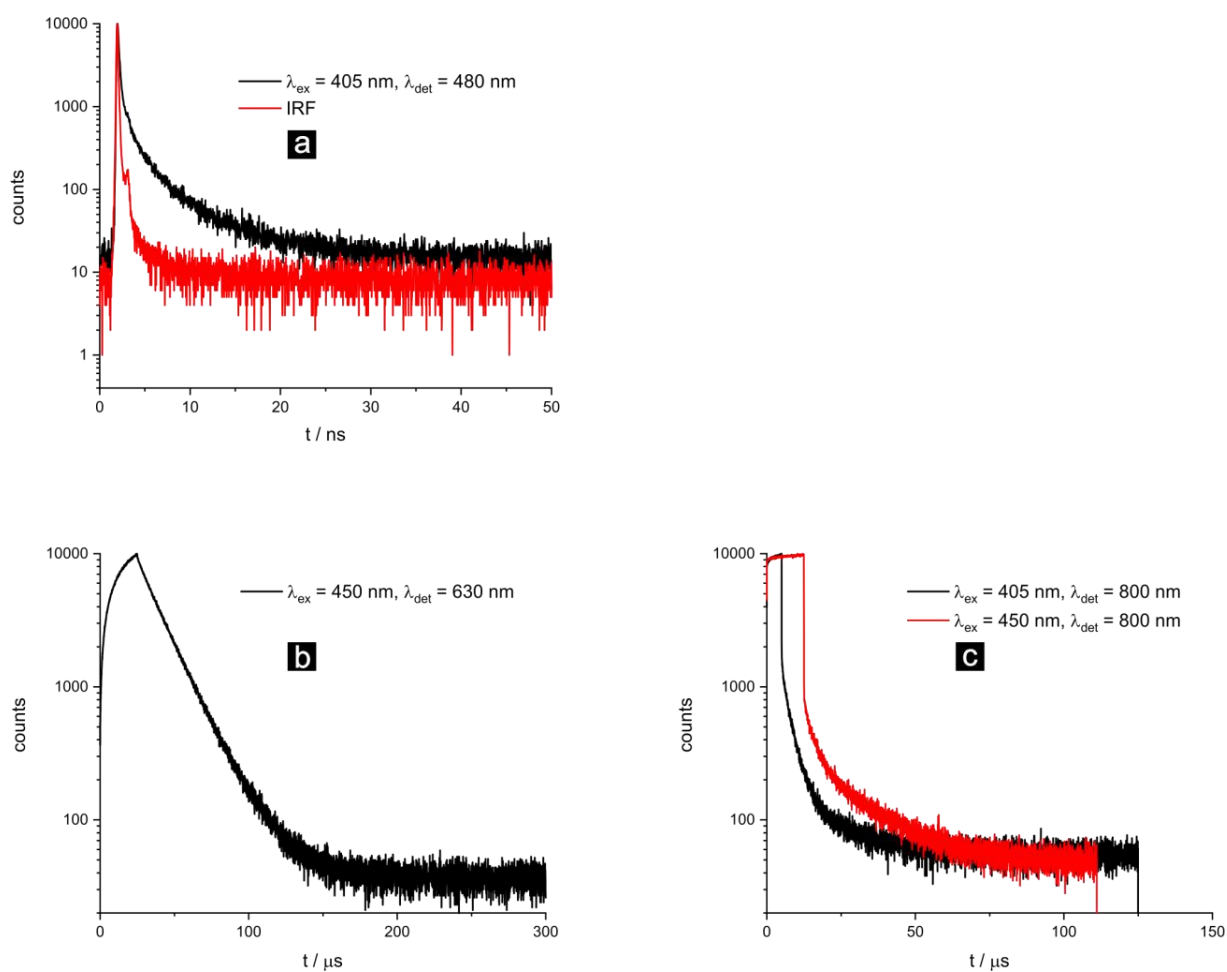 10000
1000
100
10
1
counts
λex = 405 nm, λdet = 480 nm
IRF
a
0 10 20 30 40 50
t / ns
10000
1000
100
counts
λex = 450 nm, λdet = 630 nm
b
0 100 200 300
t / μs
10000
1000
100
counts
λex = 405 nm, λdet = 800 nm
λex = 450 nm, λdet = 800 nm
c
0 50 100 150
t / μs